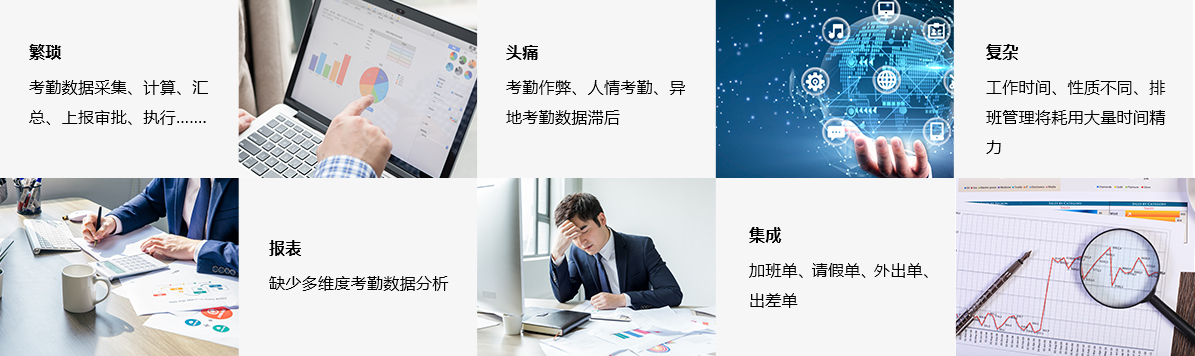 繁琐
考勤数据采集、计算、汇
总、上报审批、执行.......
头痛
考勤作弊、人情考勤、异
地考勤数据滞后
复杂
工作时间、性质不同、排
班管理将耗用大量时间精
力
报表
缺少多维度考勤数据分析
集成
加班单、请假单、外出单、
出差单